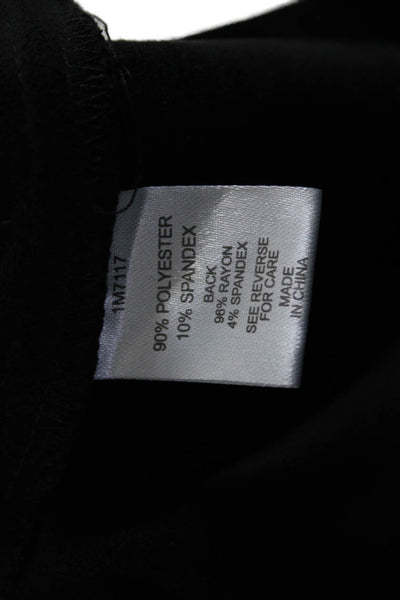 1M7117
90% POLYESTER
10% SPANDEX
BACK
96% RAYON
4% SPANDEX
SEE REVERSE
FOR CARE
MADE
IN CHINA